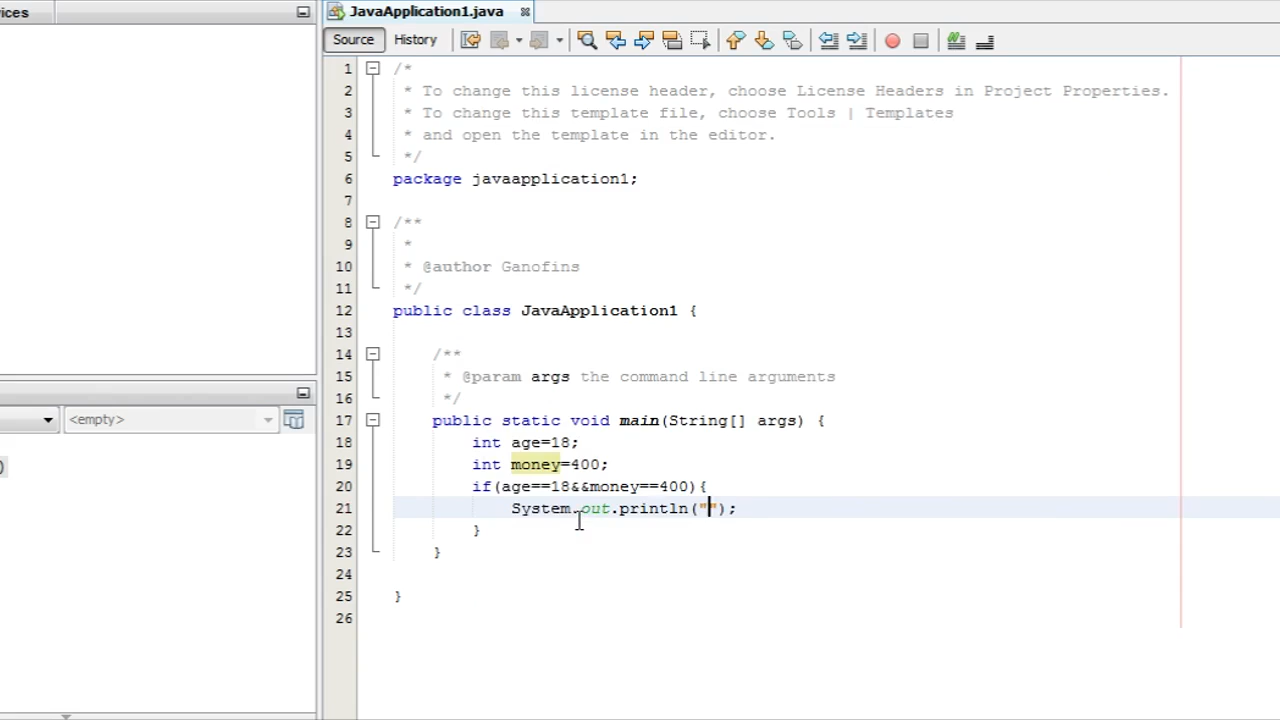 ices
JavaApplication1.java
Source History
1 /*
2 * To change this license header, choose License Headers in Project Properties.
3 * To change this template file, choose Tools | Templates
4 * and open the template in the editor.
5 */
6 package javaapplication1;
7
8 /**
9 *
10 * @author Ganofins
11 */
12 public class JavaApplication1 {
13
14 /**
15 * @param args the command line arguments
16 */
17 public static void main(String[] args) {
18 int age=18;
19 int money=400;
20 if(age==18&&money==400){
21 System.out.println("");
22 }
23 }
24
25 }
26
<empty>
)